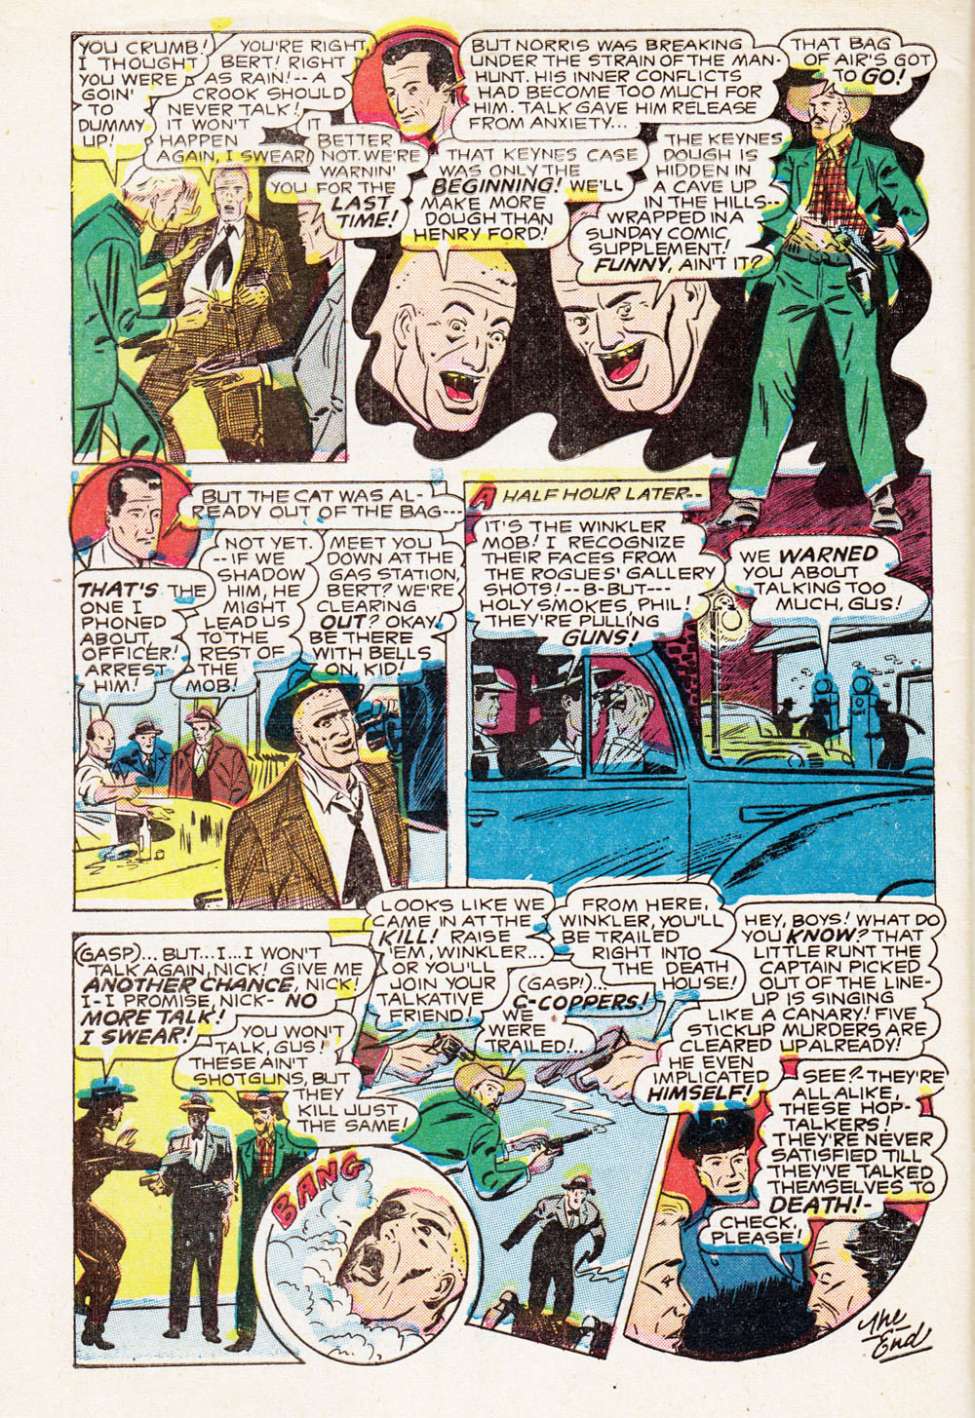 YOU CRUMB!
I THOUGHT
YOU WERE
GOIN'
TO
DUMMY
UP!
YOU'RE RIGHT,
BERT! RIGHT
AS RAIN!--A
CROOK SHOULD
NEVER TALK!
IT WON'T
HAPPEN
AGAIN, I SWEAR!
IT
BETTER
NOT. WE'RE
WARNIN'
YOU FOR THE
LAST
TIME!
BUT NORRIS WAS BREAKING
UNDER THE STRAIN OF THE MAN-
HUNT. HIS INNER CONFLICTS
HAD BECOME TOO MUCH FOR
HIM. TALK GAVE HIM RELEASE
FROM ANXIETY...
THAT KEYNES CASE
WAS ONLY THE
BEGINNING! WE'LL
MAKE MORE
DOUGH THAN
HENRY FORD!
THE KEYNES
DOUGH IS
HIDDEN IN
A CAVE UP
IN THE HILLS--
WRAPPED IN A
SUNDAY COMIC
SUPPLEMENT!
FUNNY, AIN'T IT?
THAT BAG
OF AIR'S GOT
TO GO!
BUT THE CAT WAS AL-
READY OUT OF THE BAG---
THAT'S THE
ONE I
PHONED
ABOUT,
OFFICER!
ARREST
HIM!
NOT YET.
--IF WE
SHADOW
HIM, HE
MIGHT
LEAD US
TO THE
REST OF
THE
MOB!
MEET YOU
DOWN AT THE
GAS STATION,
BERT? WE'RE
CLEARING
OUT? OKAY.
BE THERE
WITH BELLS
ON, KID!
A HALF HOUR LATER--
IT'S THE WINKLER
MOB! I RECOGNIZE
THEIR FACES FROM
THE ROGUES' GALLERY
SHOTS!--B-BUT---
HOLY SMOKES, PHIL!
THEY'RE PULLING
GUNS!
WE WARNED
YOU ABOUT
TALKING TOO
MUCH, GUS!
(GASP)... BUT...I...I WON'T
TALK AGAIN, NICK! GIVE ME
ANOTHER CHANCE, NICK!
I-I PROMISE, NICK- NO
MORE TALK!
I SWEAR!
YOU WON'T
TALK, GUS!
THESE AIN'T
SHOTGUNS, BUT
THEY
KILL JUST
THE SAME!
BANG
LOOKS LIKE WE
CAME IN AT THE
KILL! RAISE
'EM, WINKLER...
OR YOU'LL
JOIN YOUR
TALKATIVE
FRIEND!
(GASP!)...
C-COPPERS!
WE
WERE
TRAILED!..
FROM HERE,
WINKLER, YOU'LL
BE TRAILED
RIGHT INTO
THE DEATH
HOUSE!
HEY, BOYS! WHAT DO
YOU KNOW? THAT
LITTLE RUNT THE
CAPTAIN PICKED
OUT OF THE LINE-
UP IS SINGING
LIKE A CANARY! FIVE
STICKUP MURDERS ARE
CLEARED UP ALREADY!
HE EVEN
IMPLICATED
HIMSELF!
SEE?-THEY'RE
ALL ALIKE,
THESE HOP-
TALKERS!
THEY'RE NEVER
SATISFIED TILL
THEY'VE TALKED
THEMSELVES TO
DEATH!-
CHECK,
PLEASE!
The
End